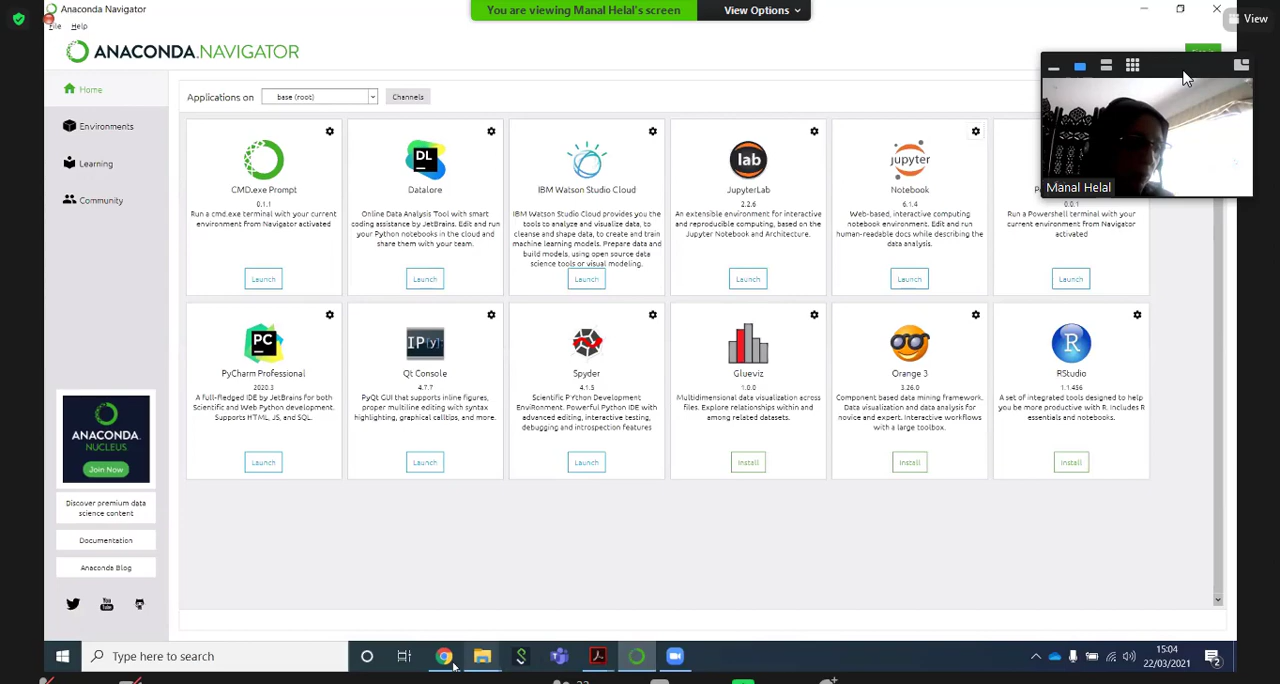 Anaconda Navigator
You are viewing Manal Helal's screen
View Options
View
File Help
ANACONDA.NAVIGATOR
Home
Applications on
base (root)
Channels
Environments
Learning
Community
Manal Helal
CMD.exe Prompt
0.1.1
Run a cmd.exe terminal with your current
environment from Navigator activated
Launch
Datalore
Online Data Analysis Tool with smart
coding assistance by JetBrains. Edit and run
your Python notebooks in the cloud and
share them with your team.
Launch
IBM Watson Studio Cloud
IBM Watson Studio Cloud provides you the
tools to analyze and visualize data, to
cleanse and shape data, to create and train
machine learning models. Prepare data and
build models, using open source data
science tools or visual modeling.
Launch
lab
JupyterLab
2.2.6
An extensible environment for interactive
and reproducible computing, based on the
Jupyter Notebook and Architecture.
Launch
jupyter
Notebook
6.1.4
Web-based, interactive computing
notebook environment. Edit and run
human-readable docs while describing the
data analysis.
Launch
0.0.1
Run a Powershell terminal with your
current environment from Navigator
activated
Launch
PC
PyCharm Professional
2020.3
A full-fledged IDE by JetBrains for both
Scientific and Web Python development.
Supports HTML, JS, and SQL.
Launch
IP[y]:
Qt Console
4.7.7
PyQt GUI that supports inline figures,
proper multiline editing with syntax
highlighting, graphical calltips, and more.
Launch
Spyder
4.1.5
Scientific PYthon Development
EnviRonment. Powerful Python IDE with
advanced editing, interactive testing,
debugging and introspection features
Launch
Glueviz
1.0.0
Multidimensional data visualization across
files. Explore relationships within and
among related datasets.
Install
Orange 3
3.26.0
Component based data mining framework.
Data visualization and data analysis for
novice and expert. Interactive workflows
with a large toolbox.
Install
R
RStudio
1.1.456
A set of integrated tools designed to help
you be more productive with R. Includes R
essentials and notebooks.
Install
DL
ANACONDA.
NUCLEUS
Join Now
Discover premium data
science content
Documentation
Anaconda Blog
You
Tube
Type here to search
15:04
22/03/2021
2